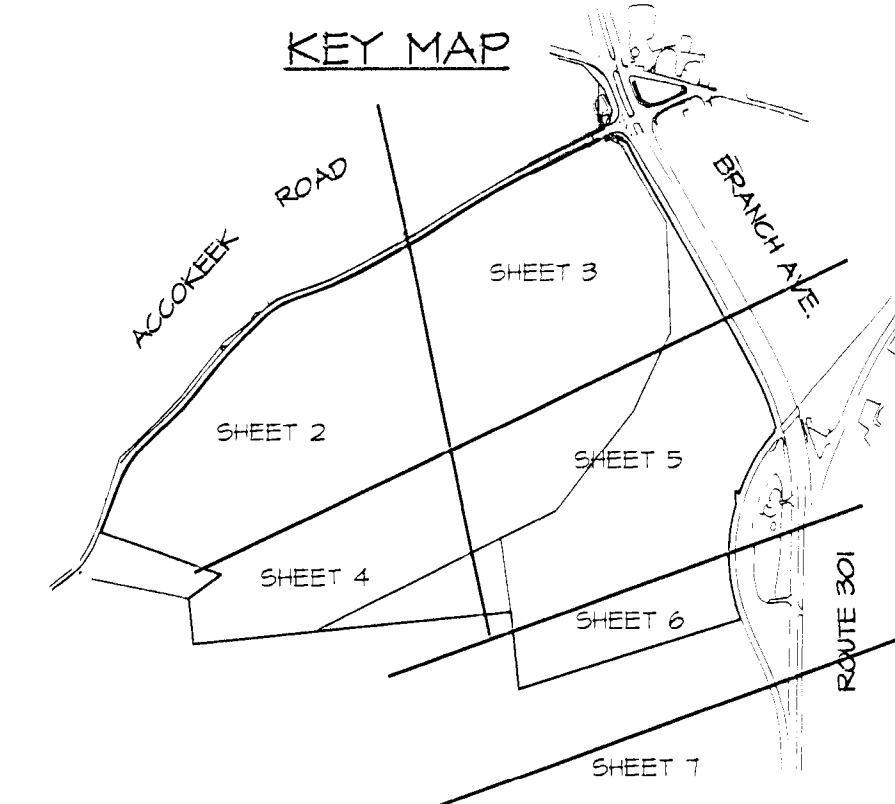 KEY MAP
ACCOKEEK ROAD
BRANCH AVE.
SHEET 3
SHEET 2
SHEET 5
SHEET 4
SHEET 6
ROUTE 301
SHEET 7